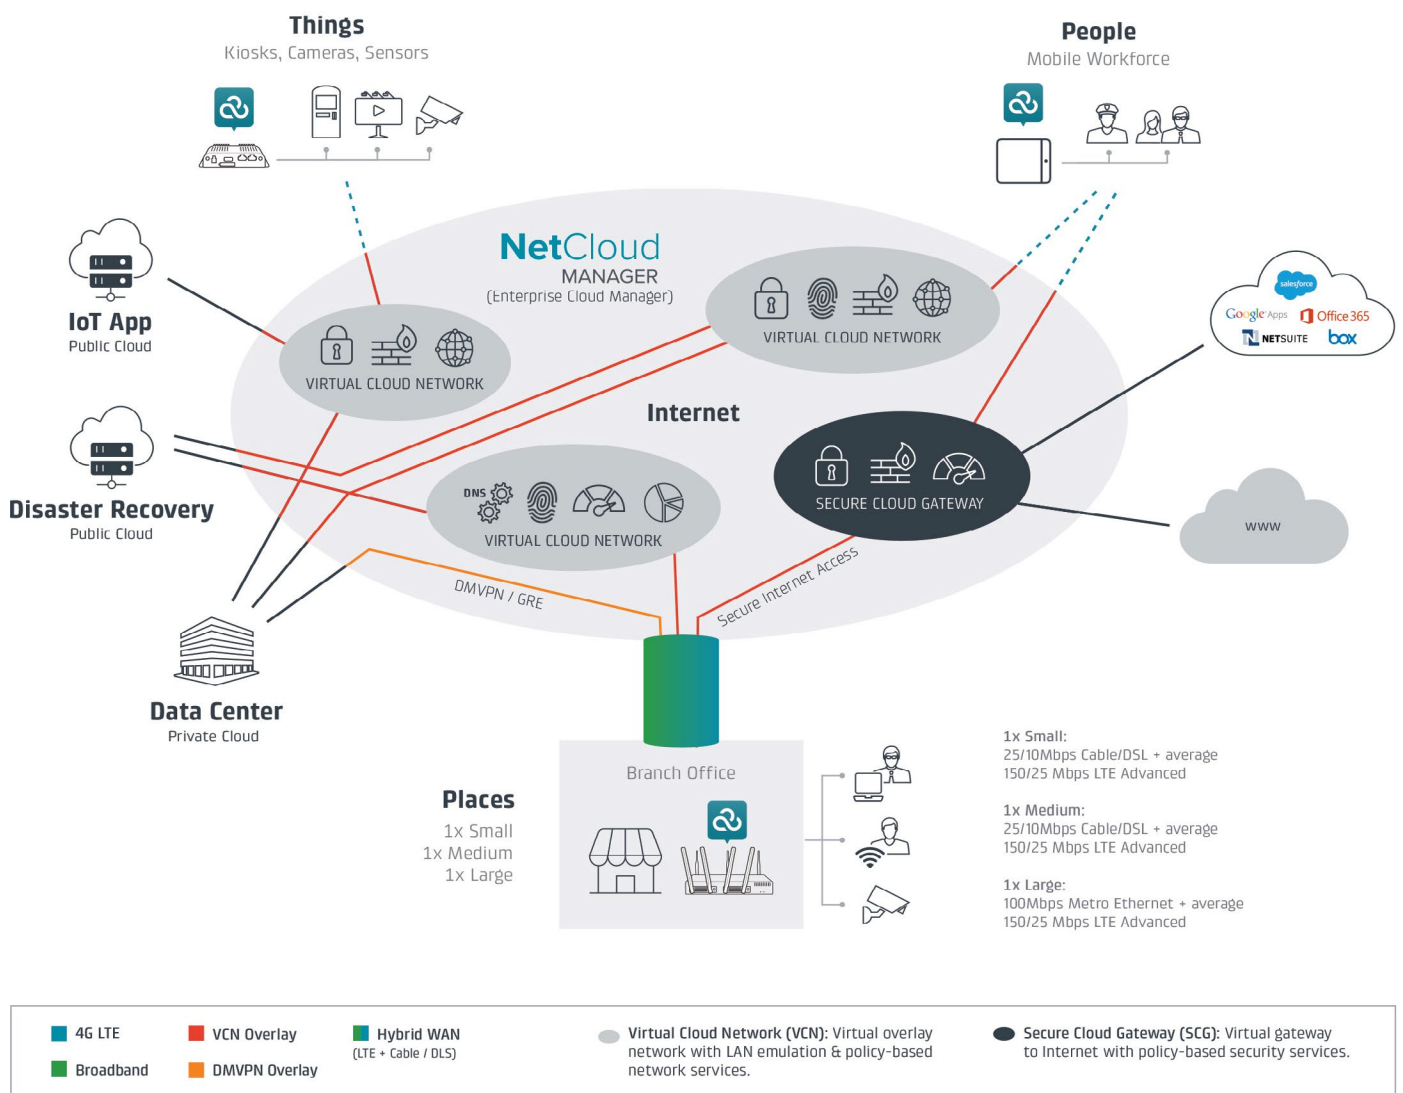 Things
Kiosks, Cameras, Sensors
People
Mobile Workforce
NetCloud
MANAGER
(Enterprise Cloud Manager)
IoT App
Public Cloud
VIRTUAL CLOUD NETWORK
VIRTUAL CLOUD NETWORK
salesforce
Google Apps
Office 365
NETSUITE
box
Internet
Disaster Recovery
Public Cloud
DNS
VIRTUAL CLOUD NETWORK
SECURE CLOUD GATEWAY
www
DMVPN / GRE
Secure Internet Access
Data Center
Private Cloud
Branch Office
Places
1x Small
1x Medium
1x Large
1x Small:
25/10Mbps Cable/DSL + average
150/25 Mbps LTE Advanced
1x Medium:
25/10Mbps Cable/DSL + average
150/25 Mbps LTE Advanced
1x Large:
100Mbps Metro Ethernet + average
150/25 Mbps LTE Advanced
4G LTE
Broadband
VCN Overlay
DMVPN Overlay
Hybrid WAN
(LTE + Cable / DLS)
Virtual Cloud Network (VCN): Virtual overlay
network with LAN emulation & policy-based
network services.
Secure Cloud Gateway (SCG): Virtual gateway
to Internet with policy-based security services.